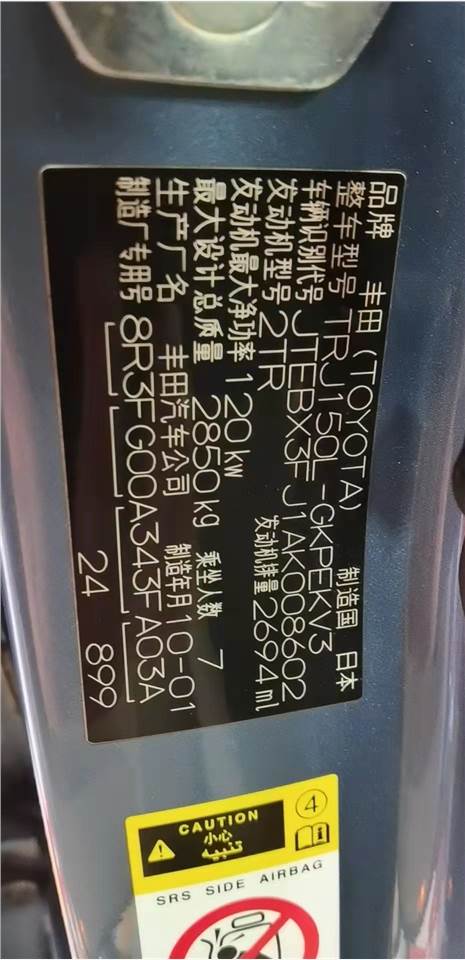 品牌 丰田(TOYOTA) 制造国 日本
整车型号 TRJ150L-GKPEKV3
车辆识别代号 JTEBX3FJ1AK008602
发动机型号 2TR 发动机排量 2694ml
发动机最大净功率 120kw
最大设计总质量 2850kg 乘坐人数 7
生产厂名 丰田汽车公司 制造年月 10-01
制造厂专用号 8R3FG00A343FA03A
24 899
CAUTION
小心
تنبيه
4
i
SRS SIDE AIRBAG